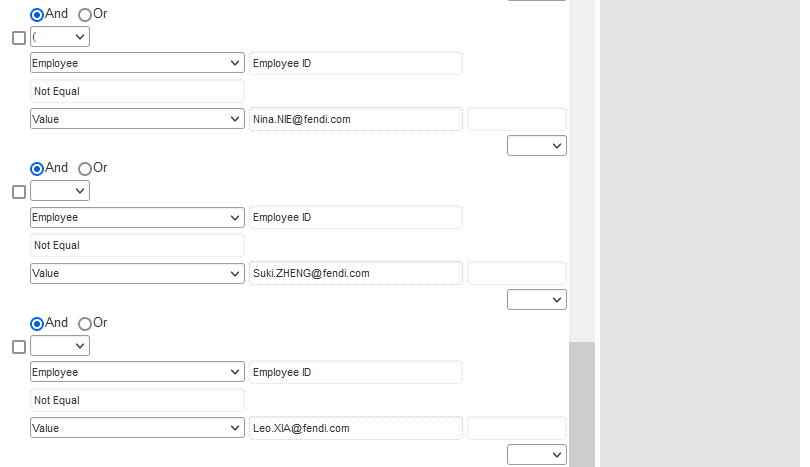 And Or
(
Employee Employee ID
Not Equal
Value Nina.NIE@fendi.com
And Or
Employee Employee ID
Not Equal
Value Suki.ZHENG@fendi.com
And Or
Employee Employee ID
Not Equal
Value Leo.XIA@fendi.com